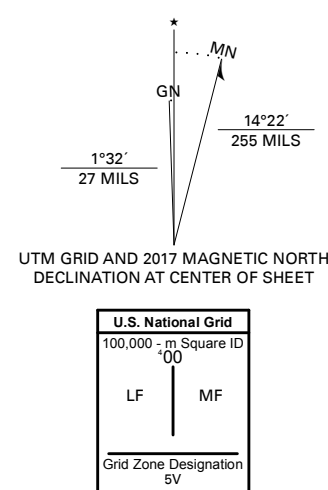 ★
MN
GN
14°22´
255 MILS
1°32´
27 MILS
UTM GRID AND 2017 MAGNETIC NORTH
DECLINATION AT CENTER OF SHEET
U.S. National Grid
100,000 - m Square ID
⁴00
LF MF
Grid Zone Designation
5V